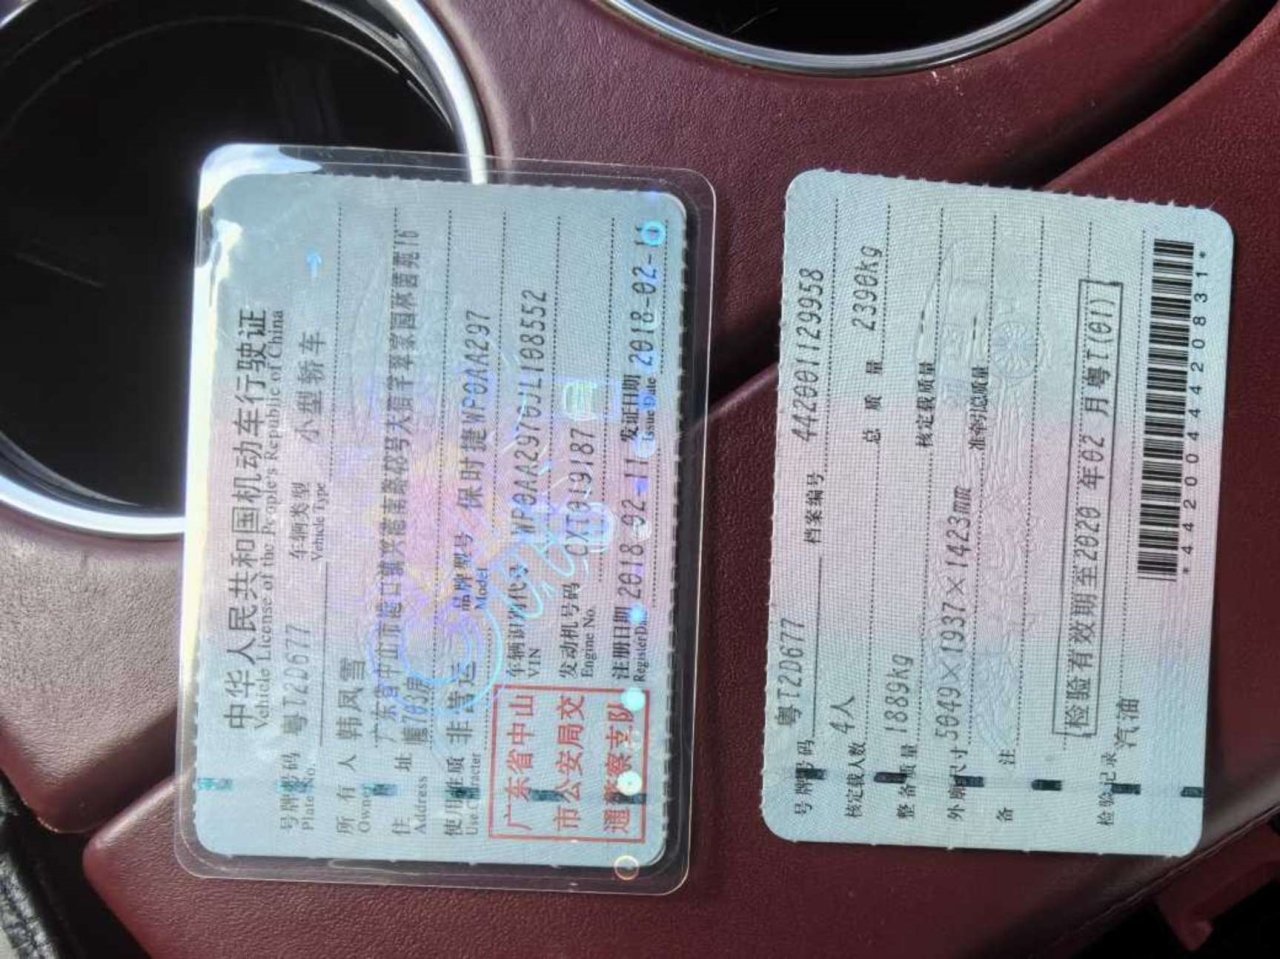 中华人民共和国机动车行驶证
Vehicle License of the People's Republic of China
号牌号码 粤T2D677 车辆类型 小型轿车
Plate No. Vehicle Type
所有人 韩凤雪
Owner
住址 广东省中山市港口镇兴港南路
Address
使用性质 非营运 品牌型号 保时捷WP0AA297
Use Character Model
车辆识别代号 WP0AA2970JL108552
VIN
发动机号码 CXT019187
Engine No.
注册日期 2018-02-11 发证日期 2018-02-11
Register Date Issue Date
广东省中山
市公安局交
通警察支队
号牌号码 粤T2D677 档案编号 442001129958
核定载人数 4人 总质量 2390kg
整备质量 1889kg 核定载质量
外廓尺寸 5049×1937×1423mm 准牵引总质量
备注
检验有效期至2020年02月粤T(01)
检验记录 汽油
*4420044420831*